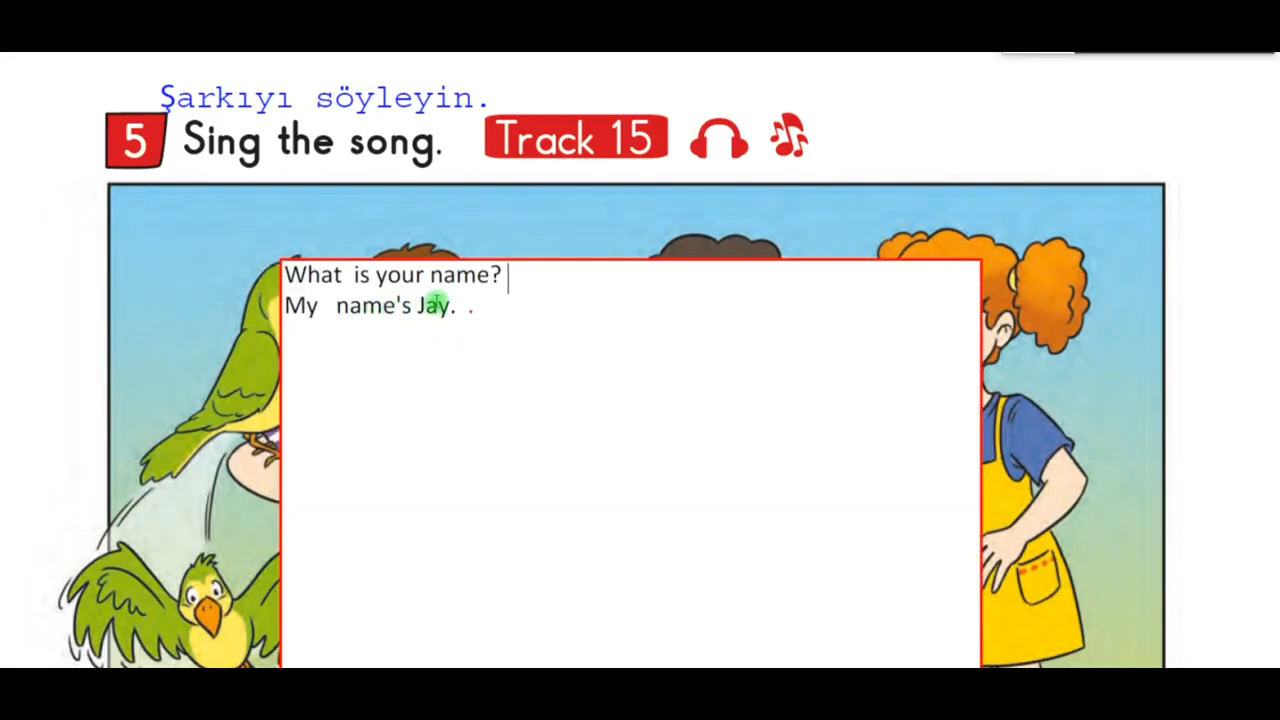 Şarkıyı söyleyin.
5 Sing the song. Track 15
What is your name?
My name's Jay. .